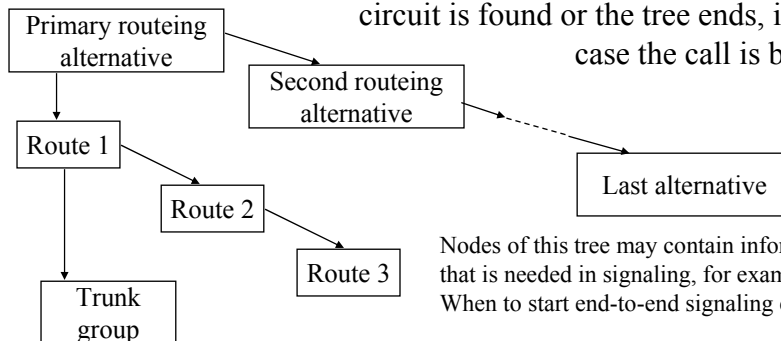 circuit is found or the tree ends, i
case the call is b
Primary routeing
alternative
Second routeing
alternative
Last alternative
Route 1
Route 2
Route 3
Trunk
group
Nodes of this tree may contain infor
that is needed in signaling, for exam
When to start end-to-end signaling